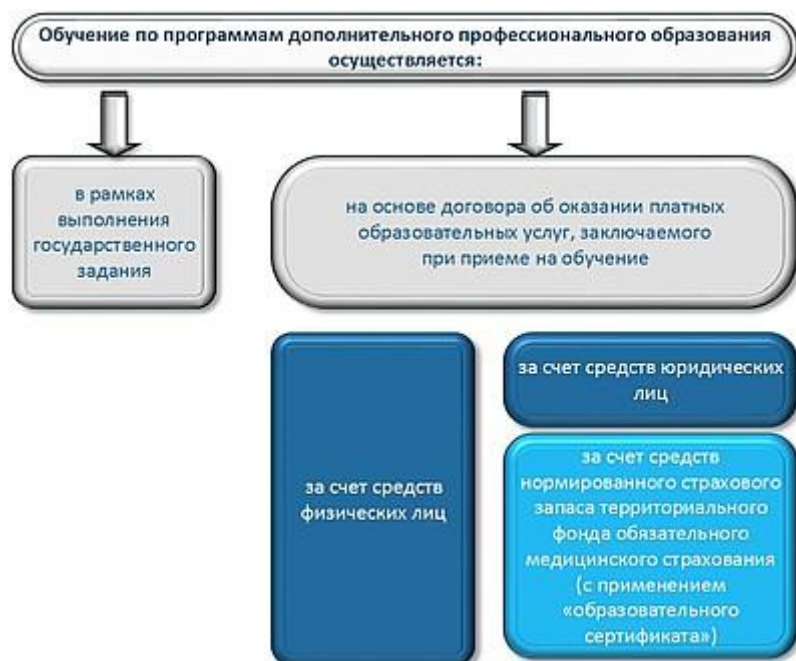 Обучение по программам дополнительного профессионального образования
осуществляется:
в рамках
выполнения
государственного
задания
на основе договора об оказании платных
образовательных услуг, заключаемого
при приеме на обучение
за счет средств
физических лиц
за счет средств юридических
лиц
за счет средств
нормированного страхового
запаса территориального
фонда обязательного
медицинского страхования
(с применением
«образовательного
сертификата»)